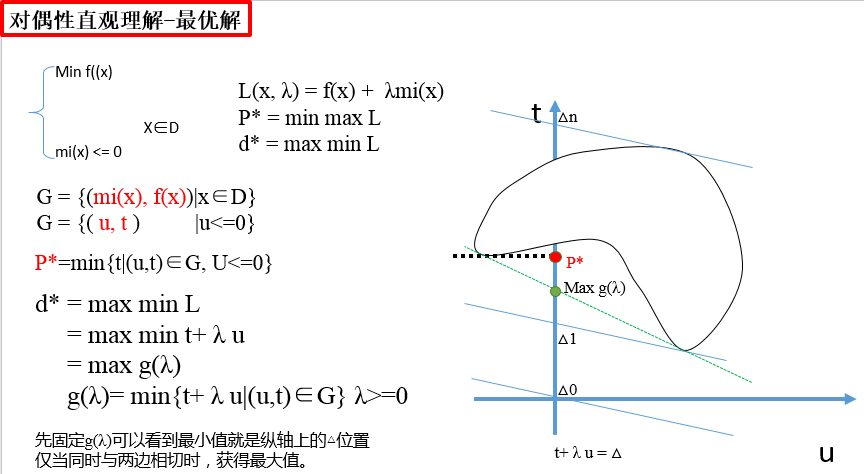 对偶性直观理解-最优解
Min f((x)
X∈D
mi(x) <= 0
L(x, λ) = f(x) + λmi(x)
P* = min max L
d* = max min L
G = {(mi(x), f(x))|x∈D}
G = {( u, t ) |u<=0}
P*=min{t|(u,t)∈G, U<=0}
d* = max min L
= max min t+ λ u
= max g(λ)
g(λ)= min{t+ λ u|(u,t)∈G} λ>=0
先固定g(λ)可以看到最小值就是纵轴上的△位置
仅当同时与两边相切时，获得最大值。
t
△n
P*
Max g(λ)
△1
△0
t+ λ u = △
u